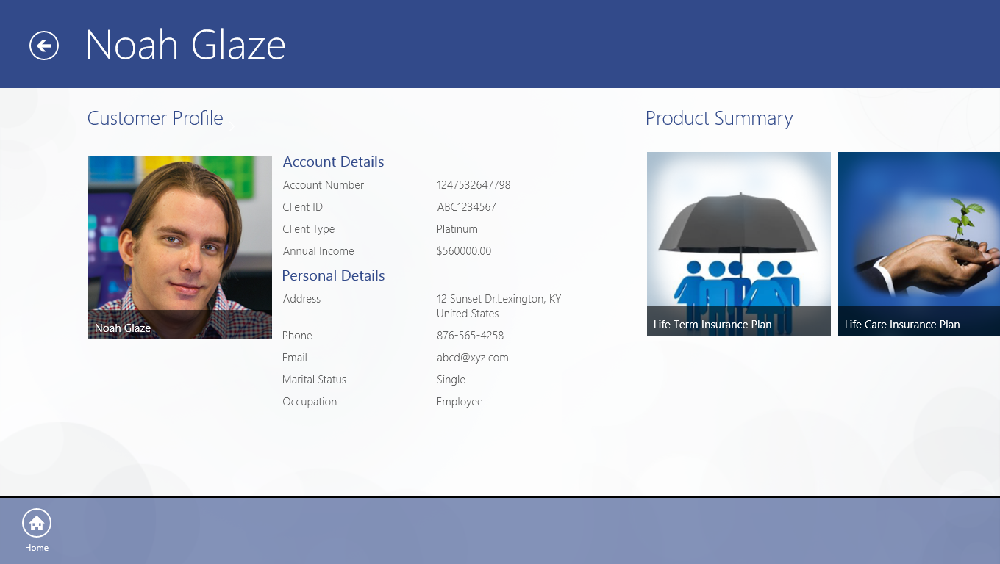 Noah Glaze
Customer Profile
Noah Glaze
Account Details
Account Number 1247532647798
Client ID ABC1234567
Client Type Platinum
Annual Income $560000.00
Personal Details
Address 12 Sunset Dr.Lexington, KY
United States
Phone 876-565-4258
Email abcd@xyz.com
Marital Status Single
Occupation Employee
Product Summary
Life Term Insurance Plan
Life Care Insurance Plan
Home